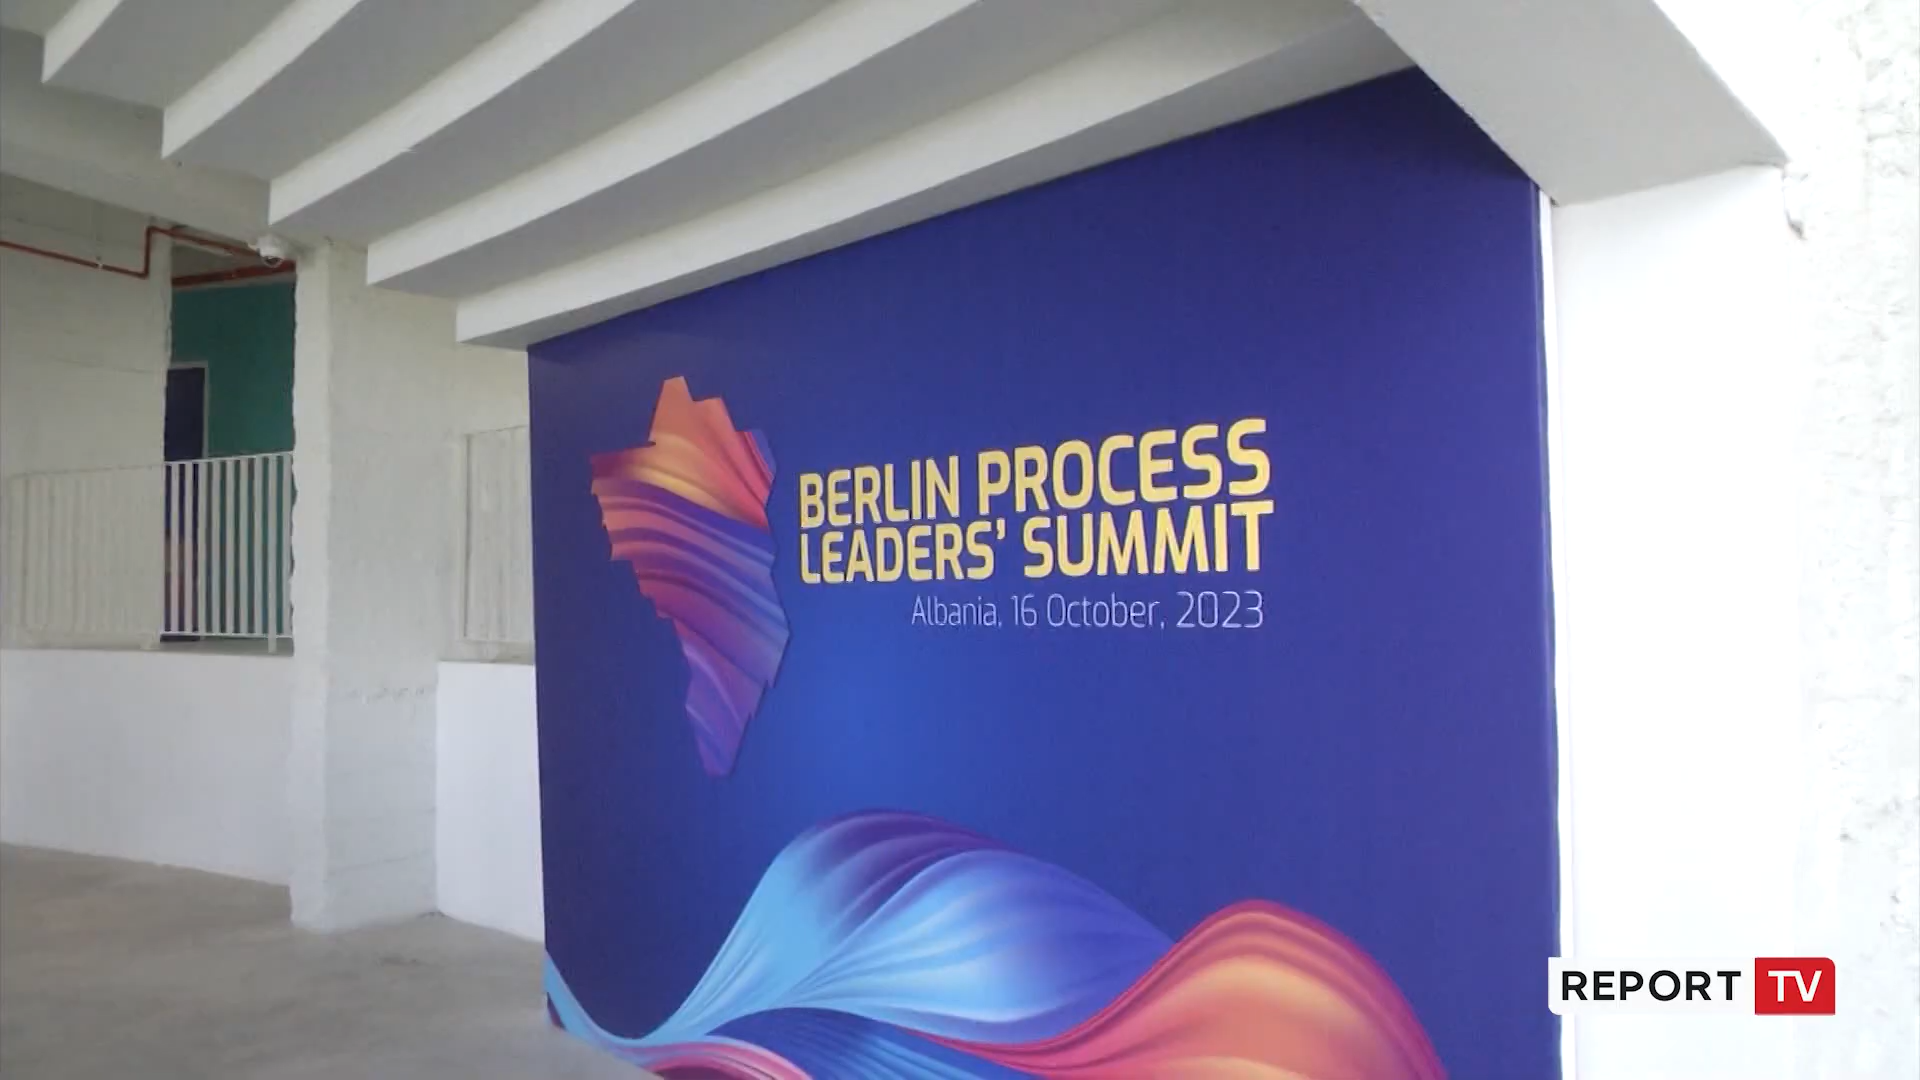 BERLIN PROCESS
LEADERS’ SUMMIT
Albania, 16 October, 2023
REPORT TV